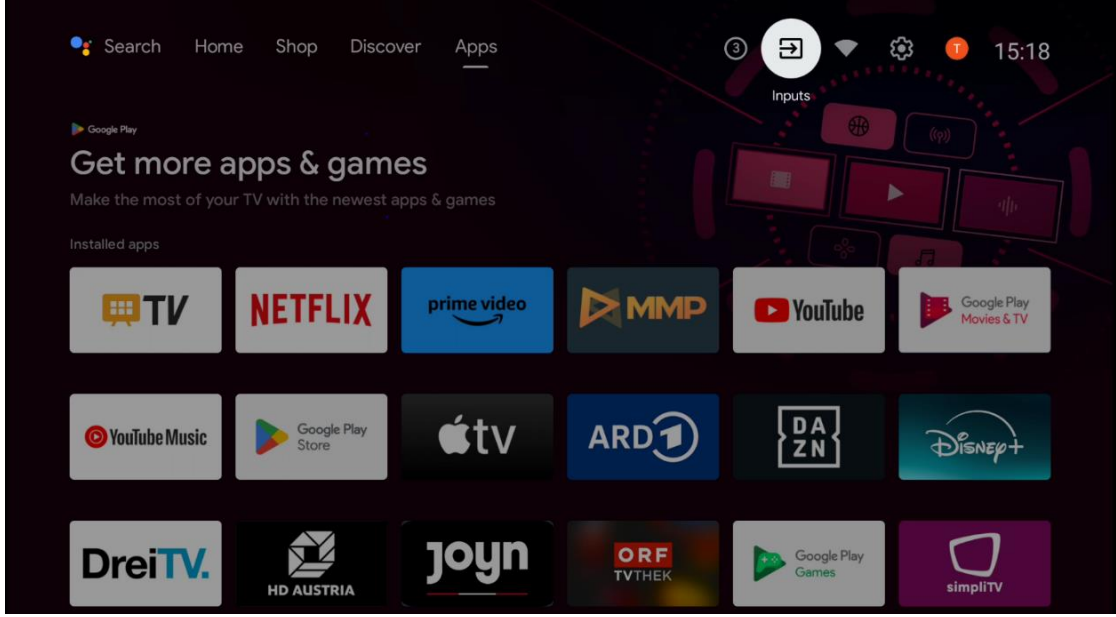 Search Home Shop Discover Apps
3
T
15:18
Inputs
Google Play
Get more apps & games
Make the most of your TV with the newest apps & games
Installed apps
TV
NETFLIX
prime video
MMP
YouTube
Google Play
Movies & TV
YouTube Music
Google Play
Store
tv
ARD 1
DA
ZN
Disney+
DreiTV.
HD AUSTRIA
Joyn
ORF
TVTHEK
Google Play
Games
simpliTV